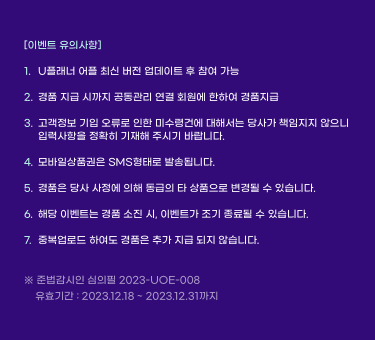 [이벤트 유의사항]
1. U플래너 어플 최신 버전 업데이트 후 참여 가능
2. 경품 지급 시까지 공동관리 연결 회원에 한하여 경품지급
3. 고객정보 기입 오류로 인한 미수령건에 대해서는 당사가 책임지지 않으니
입력사항을 정확히 기재해 주시기 바랍니다.
4. 모바일상품권은 SMS형태로 발송됩니다.
5. 경품은 당사 사정에 의해 동급의 타 상품으로 변경될 수 있습니다.
6. 해당 이벤트는 경품 소진 시, 이벤트가 조기 종료될 수 있습니다.
7. 중복업로드 하여도 경품은 추가 지급 되지 않습니다.
※ 준법감시인 심의필 2023-UOE-008
유효기간 : 2023.12.18 ~ 2023.12.31까지